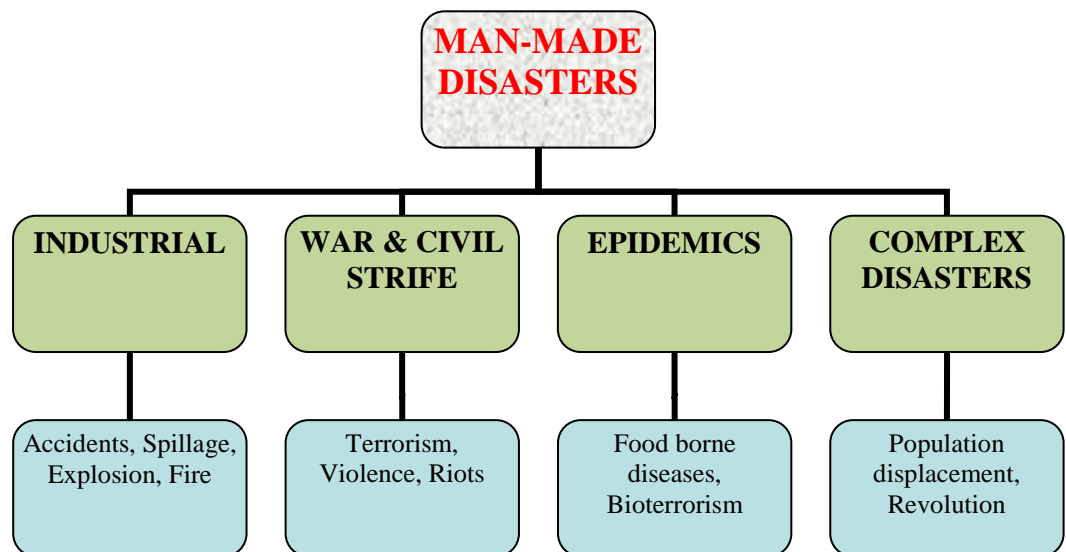 MAN-MADE
DISASTERS
INDUSTRIAL
WAR & CIVIL
STRIFE
EPIDEMICS
COMPLEX
DISASTERS
Accidents, Spillage,
Explosion, Fire
Terrorism,
Violence, Riots
Food borne
diseases,
Bioterrorism
Population
displacement,
Revolution